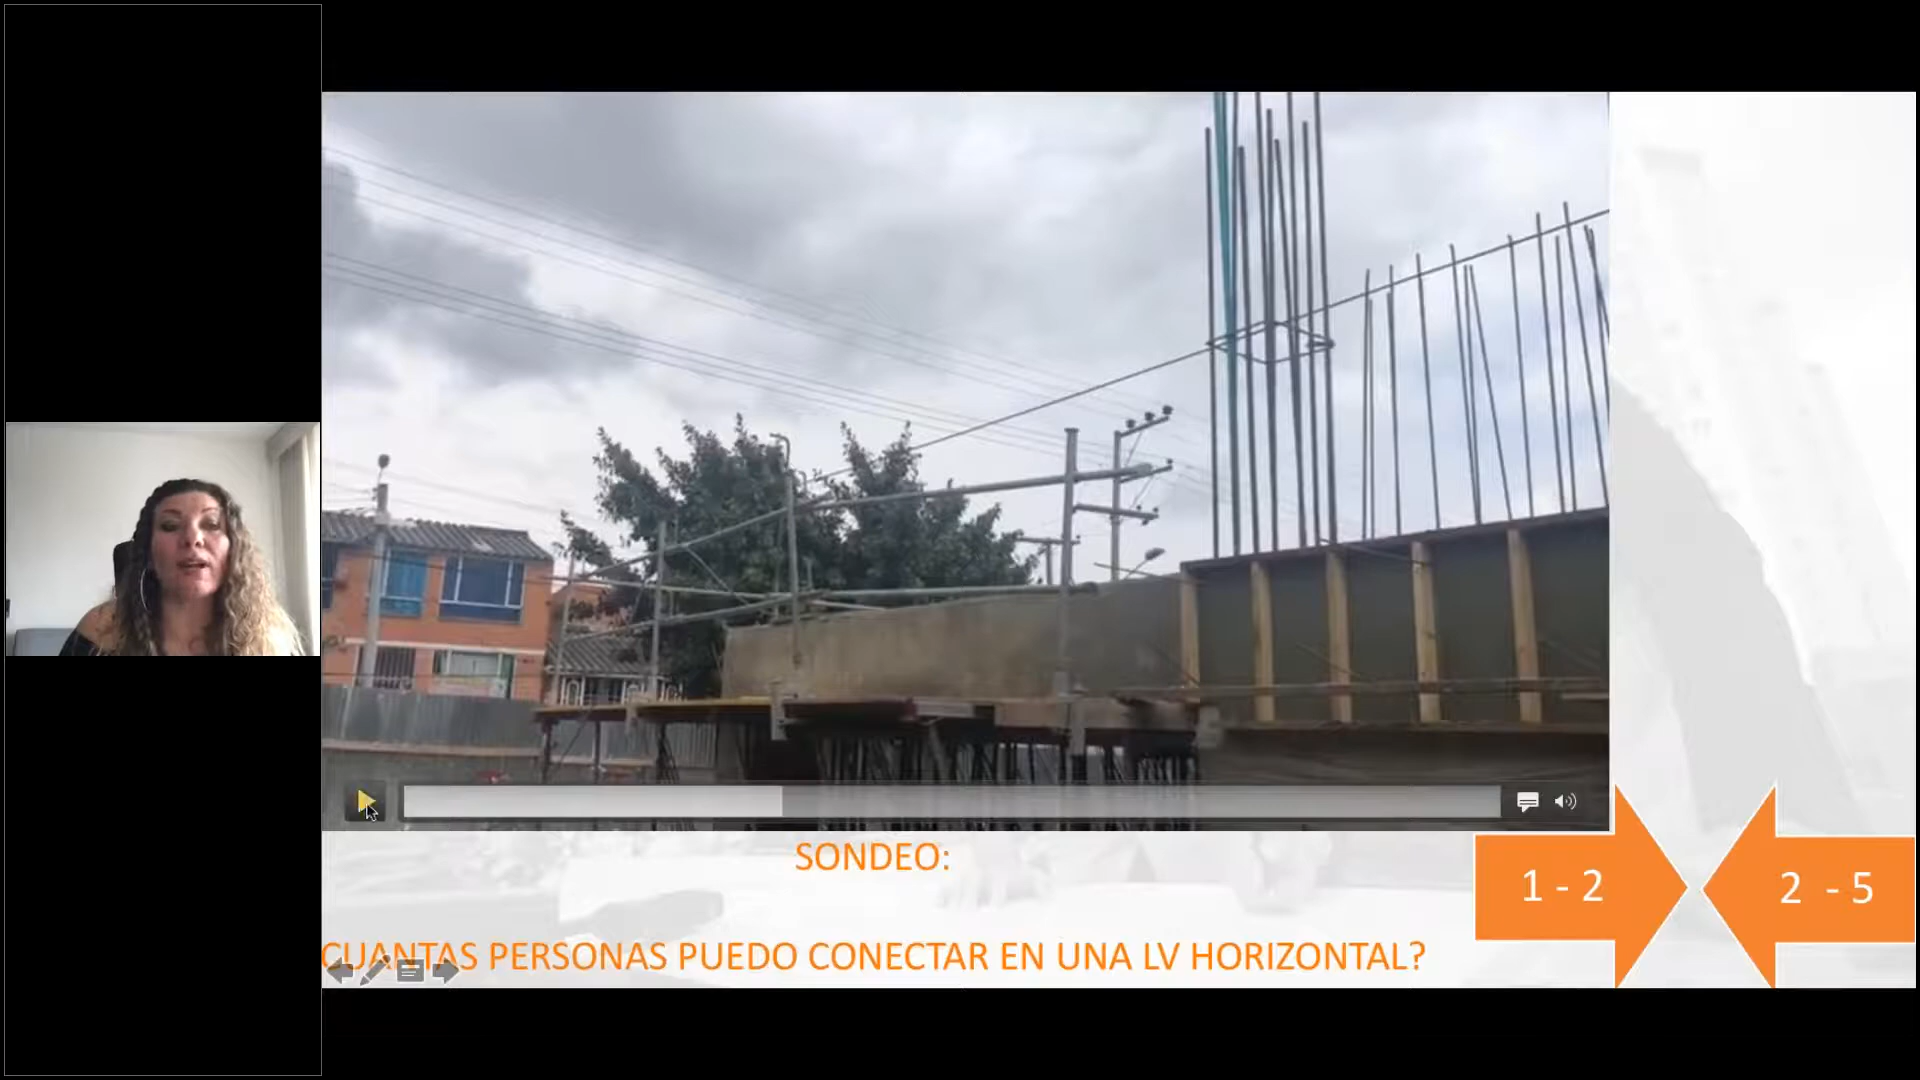 SONDEO:
CUANTAS PERSONAS PUEDO CONECTAR EN UNA LV HORIZONTAL?
1 - 2
2 - 5